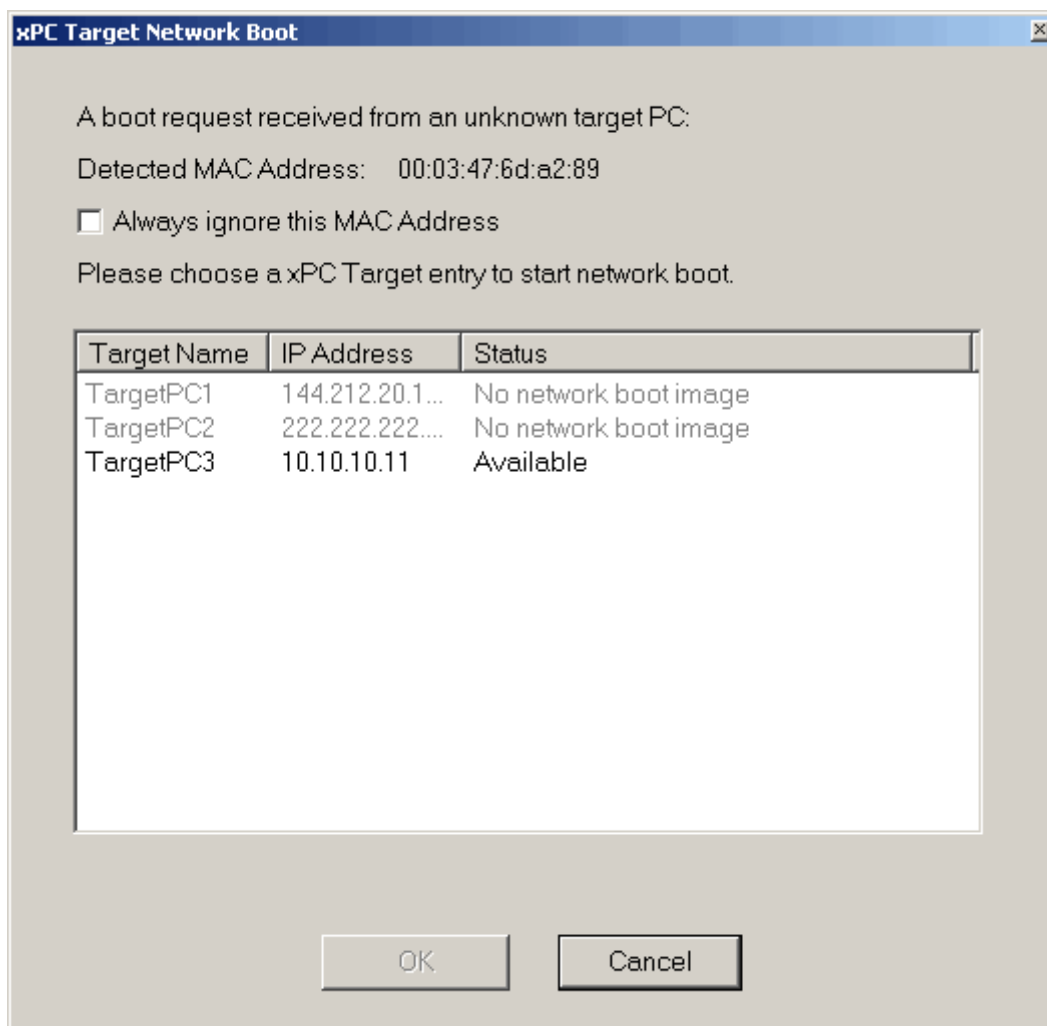 xPC Target Network Boot
A boot request received from an unknown target PC:
Detected MAC Address: 00:03:47:6d:a2:89
Always ignore this MAC Address
Please choose a xPC Target entry to start network boot.
Target Name IP Address Status
TargetPC1 144.212.20.1... No network boot image
TargetPC2 222.222.222.... No network boot image
TargetPC3 10.10.10.11 Available
OK Cancel